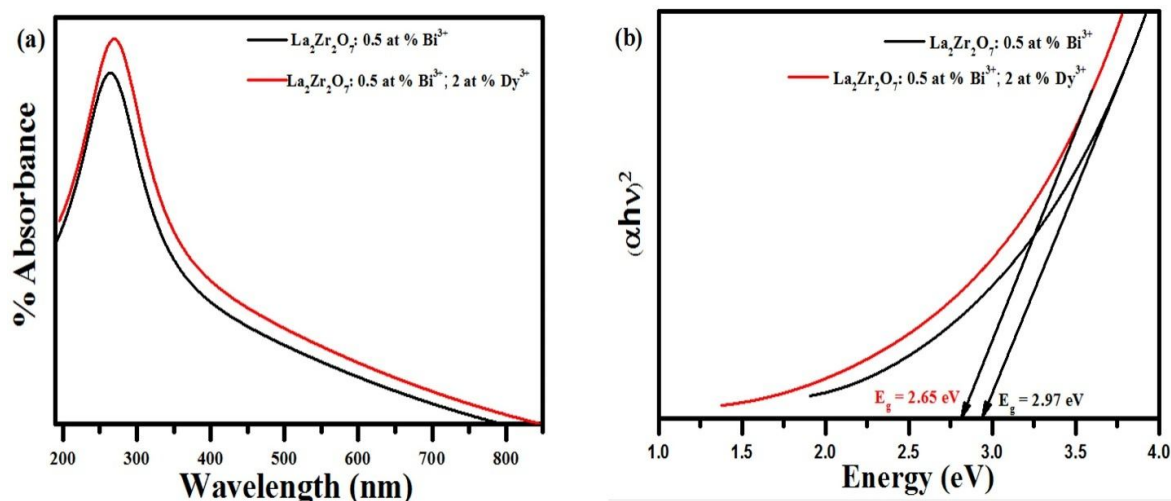 (a)
La₂Zr₂O₇: 0.5 at % Bi³⁺
La₂Zr₂O₇: 0.5 at % Bi³⁺; 2 at % Dy³⁺
% Absorbance
200 300 400 500 600 700 800
Wavelength (nm)
(b)
La₂Zr₂O₇: 0.5 at % Bi³⁺
La₂Zr₂O₇: 0.5 at % Bi³⁺; 2 at % Dy³⁺
(αhν)²
E_g = 2.65 eV
E_g = 2.97 eV
1.0 1.5 2.0 2.5 3.0 3.5 4.0
Energy (eV)